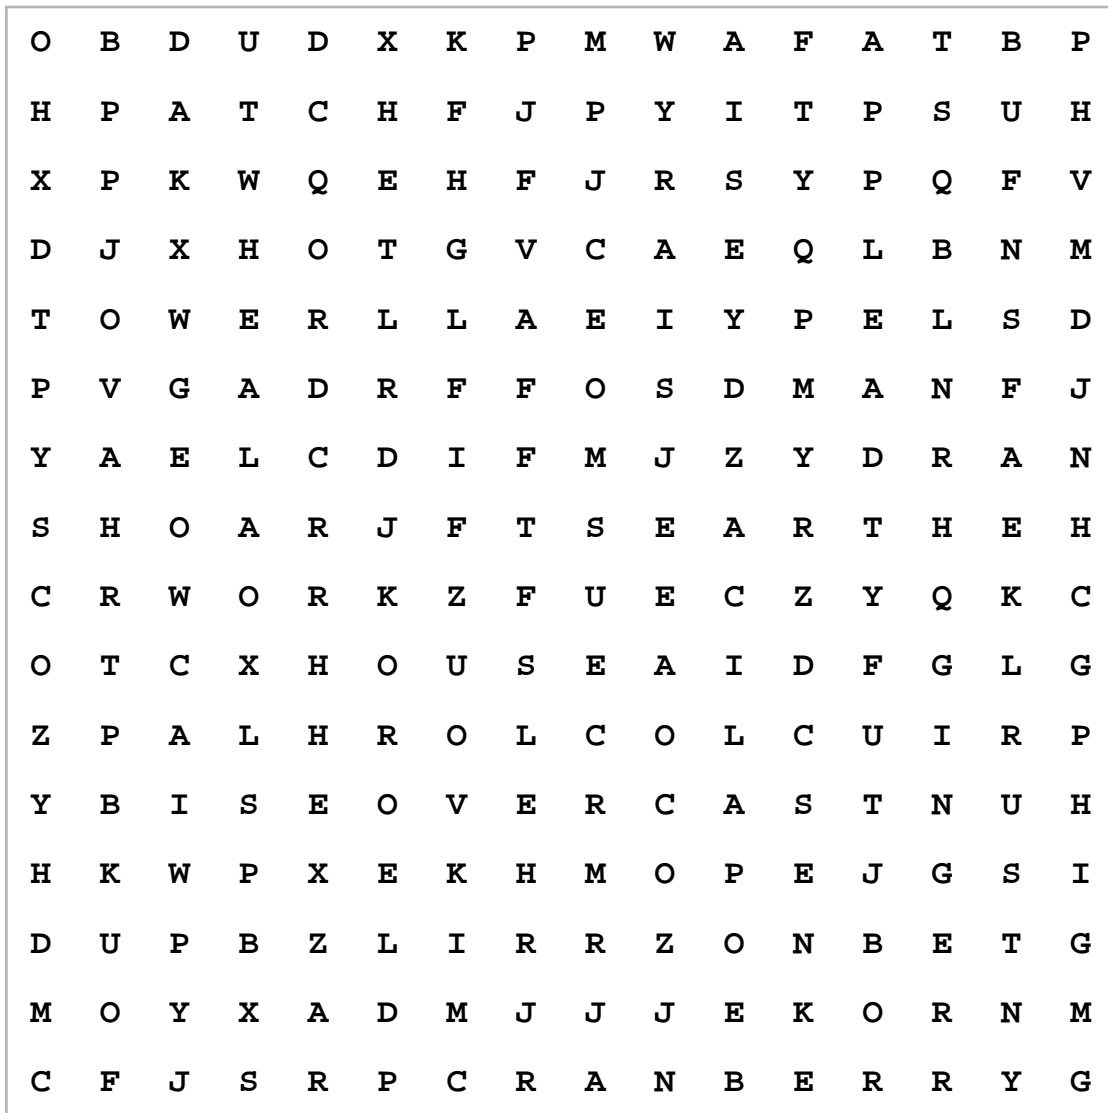 O B D U D X K P M W A F A T B P
H P A T C H F J P Y I T P S U H
X P K W Q E H F J R S Y P Q F V
D J X H O T G V C A E Q L B N M
T O W E R L L A E I Y P E L S D
P V G A D R F F O S D M A N F J
Y A E L C D I F M J Z Y D R A N
S H O A R J F T S E A R T H E H
C R W O R K Z F U E C Z Y Q K C
O T C X H O U S E A I D F G L G
Z P A L H R O L C O L C U I R P
Y B I S E O V E R C A S T N U H
H K W P X E K H M O P E J G S I
D U P B Z L I R R Z O N B E T G
M O Y X A D M J J J E K O R N M
C F J S R P C R A N B E R R Y G